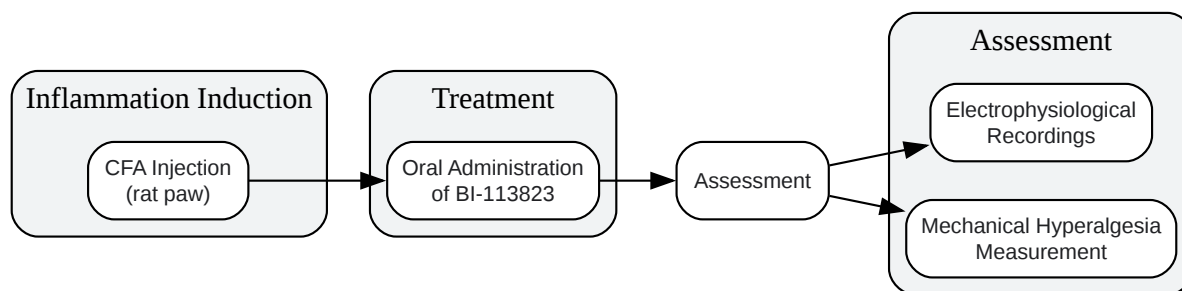 Inflammation Induction
CFA Injection
(rat paw)
Treatment
Oral Administration
of BI-113823
Assessment
Assessment
Electrophysiological
Recordings
Mechanical Hyperalgesia
Measurement